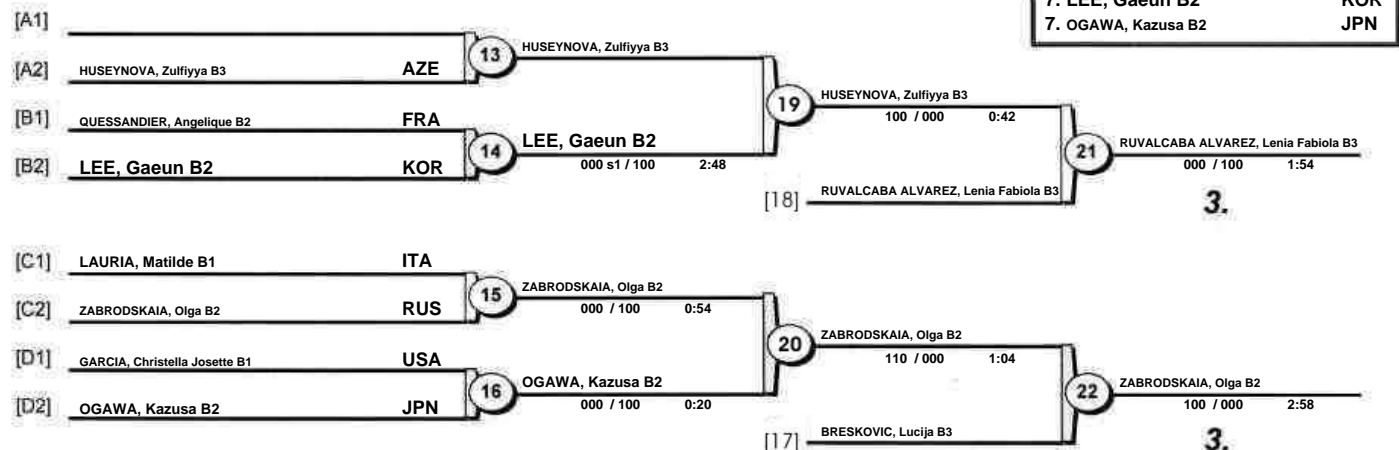 7. LEE, Gaeun B2 KOR
7. OGAWA, Kazusa B2 JPN
[A1]
13
HUSEYNOVA, Zulfiyya B3
[A2] HUSEYNOVA, Zulfiyya B3 AZE
19
HUSEYNOVA, Zulfiyya B3
100 / 000 0:42
[B1] QUESSANDIER, Angelique B2 FRA
14
LEE, Gaeun B2
000 s1 / 100 2:48
[B2] LEE, Gaeun B2 KOR
21
RUVALCABA ALVAREZ, Lenia Fabiola B3
000 / 100 1:54
[18] RUVALCABA ALVAREZ, Lenia Fabiola B3
3.
[C1] LAURIA, Matilde B1 ITA
15
ZABRODSKAIA, Olga B2
000 / 100 0:54
[C2] ZABRODSKAIA, Olga B2 RUS
20
ZABRODSKAIA, Olga B2
110 / 000 1:04
[D1] GARCIA, Christella Josette B1 USA
16
OGAWA, Kazusa B2
000 / 100 0:20
[D2] OGAWA, Kazusa B2 JPN
22
ZABRODSKAIA, Olga B2
100 / 000 2:58
[17] BRESKOVIC, Lucija B3
3.